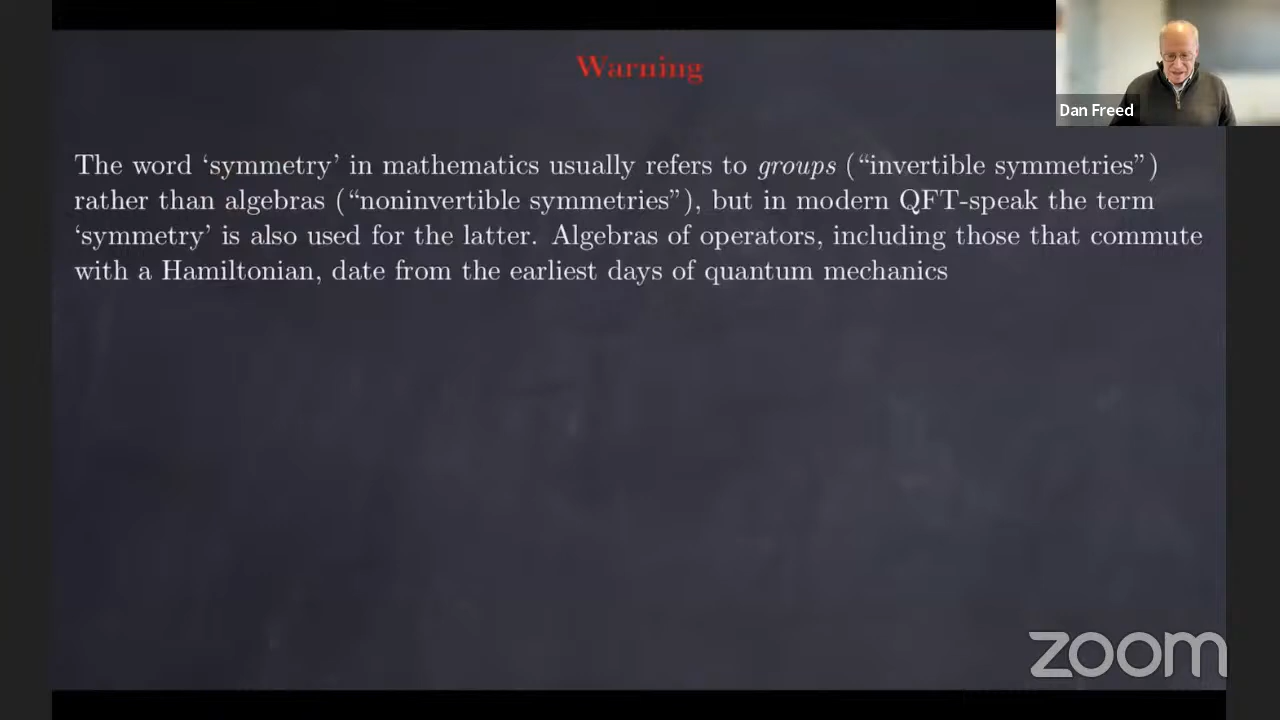 Warning
Dan Freed
The word ‘symmetry’ in mathematics usually refers to groups (“invertible symmetries”)
rather than algebras (“noninvertible symmetries”), but in modern QFT-speak the term
‘symmetry’ is also used for the latter. Algebras of operators, including those that commute
with a Hamiltonian, date from the earliest days of quantum mechanics
zoom